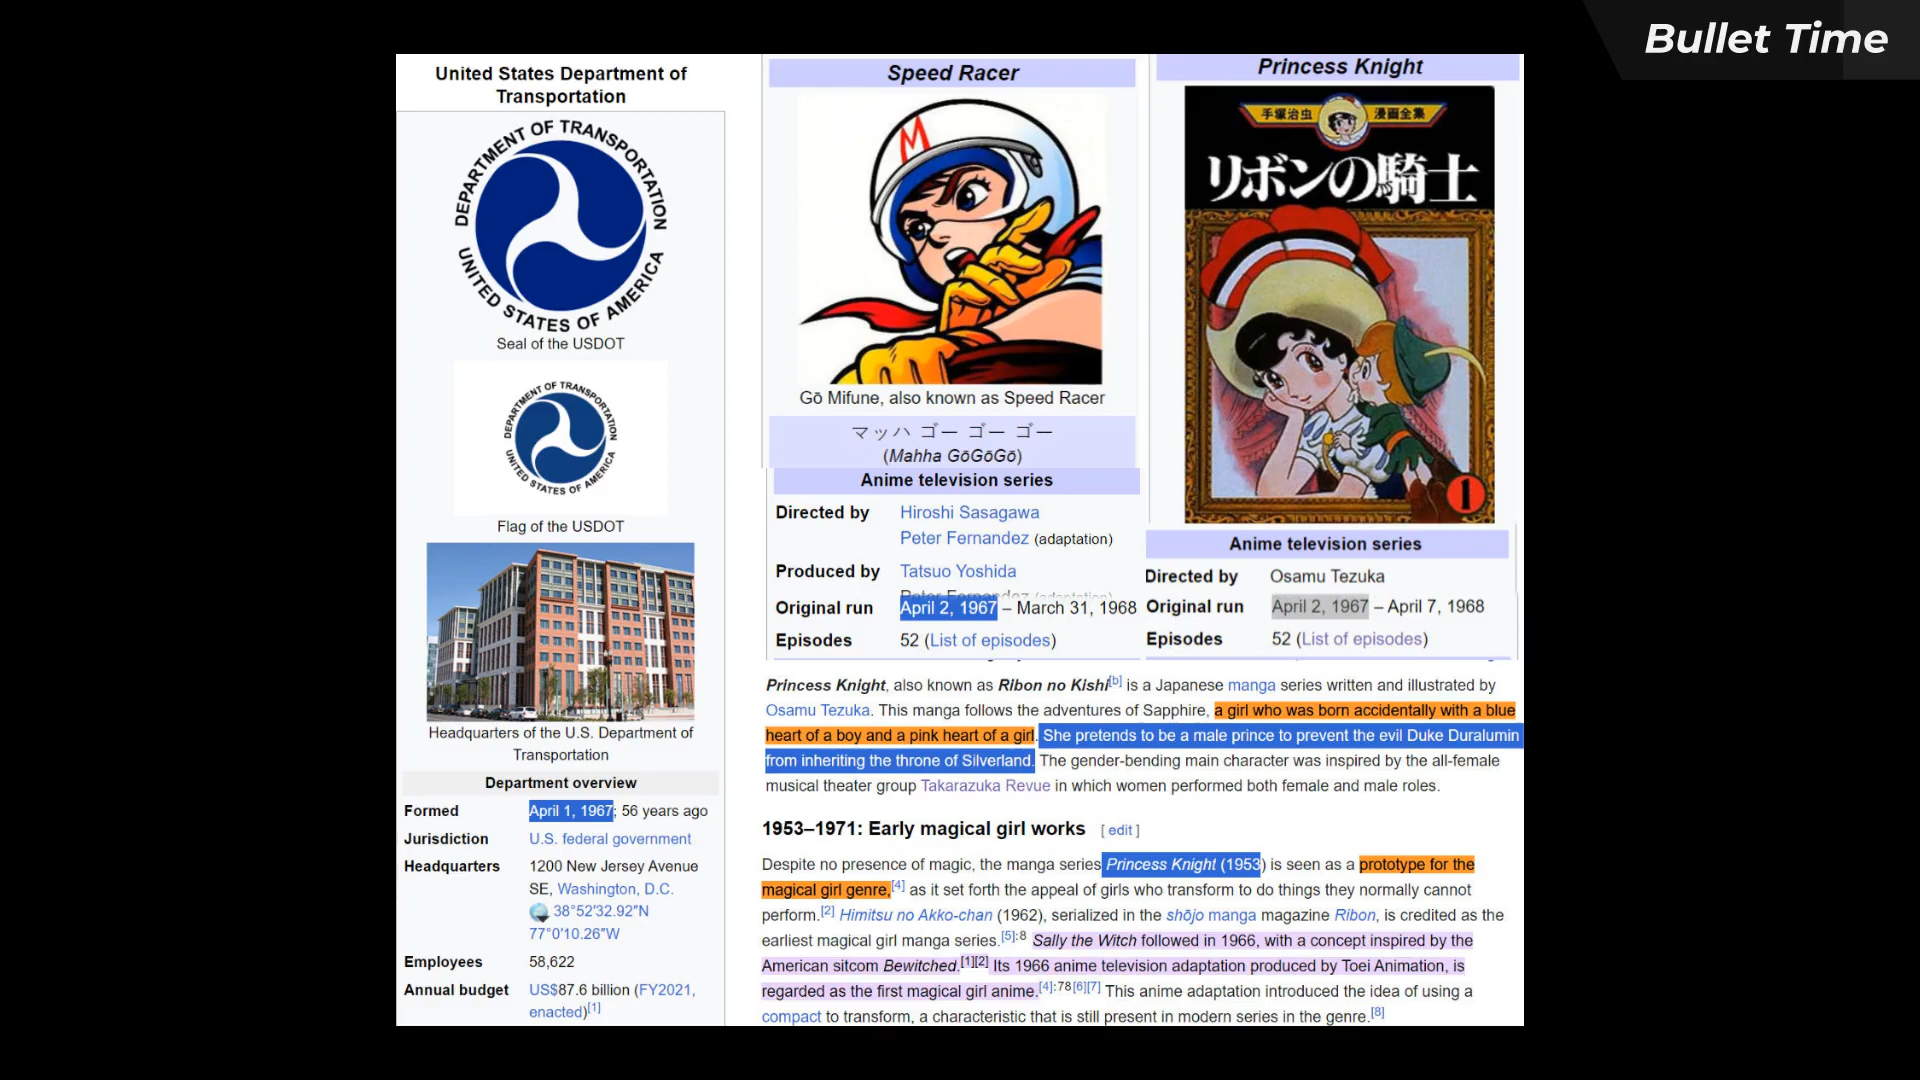 Bullet Time
United States Department of
Transportation
DEPARTMENT OF TRANSPORTATION
UNITED STATES OF AMERICA
Seal of the USDOT
DEPARTMENT OF TRANSPORTATION
UNITED STATES OF AMERICA
Flag of the USDOT
Headquarters of the U.S. Department of
Transportation
Department overview
Formed April 1, 1967; 56 years ago
Jurisdiction U.S. federal government
Headquarters 1200 New Jersey Avenue
SE, Washington, D.C.
38°52′32.92″N
77°0′10.26″W
Employees 58,622
Annual budget US$87.6 billion (FY2021,
enacted)[1]
Speed Racer
M
Gō Mifune, also known as Speed Racer
マッハ ゴー ゴー ゴー
(Mahha GōGōGō)
Anime television series
Directed by Hiroshi Sasagawa
Peter Fernandez (adaptation)
Produced by Tatsuo Yoshida
Peter Fernandez (adaptation)
Original run April 2, 1967 – March 31, 1968
Episodes 52 (List of episodes)
Princess Knight
手塚治虫 漫画全集
リボンの騎士
1
Anime television series
Directed by Osamu Tezuka
Original run April 2, 1967 – April 7, 1968
Episodes 52 (List of episodes)
Princess Knight, also known as Ribon no Kishi[b] is a Japanese manga series written and illustrated by
Osamu Tezuka. This manga follows the adventures of Sapphire, a girl who was born accidentally with a blue
heart of a boy and a pink heart of a girl. She pretends to be a male prince to prevent the evil Duke Duralumin
from inheriting the throne of Silverland. The gender-bending main character was inspired by the all-female
musical theater group Takarazuka Revue in which women performed both female and male roles.
1953–1971: Early magical girl works [ edit ]
Despite no presence of magic, the manga series Princess Knight (1953) is seen as a prototype for the
magical girl genre,[4] as it set forth the appeal of girls who transform to do things they normally cannot
perform.[2] Himitsu no Akko-chan (1962), serialized in the shōjo manga magazine Ribon, is credited as the
earliest magical girl manga series.[5]:8 Sally the Witch followed in 1966, with a concept inspired by the
American sitcom Bewitched.[1][2] Its 1966 anime television adaptation produced by Toei Animation, is
regarded as the first magical girl anime.[4]:78[6][7] This anime adaptation introduced the idea of using a
compact to transform, a characteristic that is still present in modern series in the genre.[8]